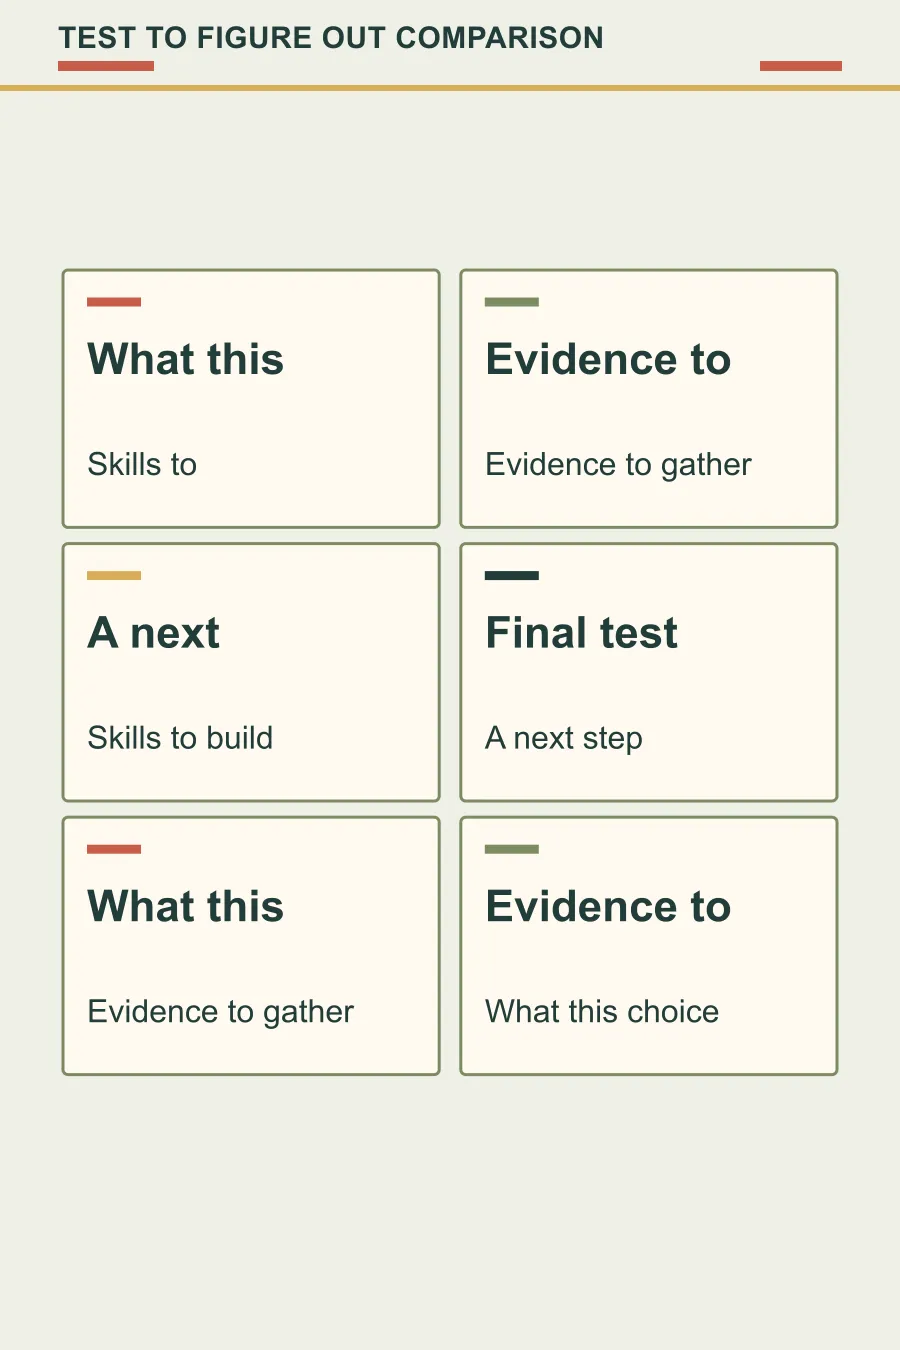 TEST TO FIGURE OUT COMPARISON
What this
Skills to
Evidence to
Evidence to gather
A next
Skills to build
Final test
A next step
What this
Evidence to gather
Evidence to
What this choice